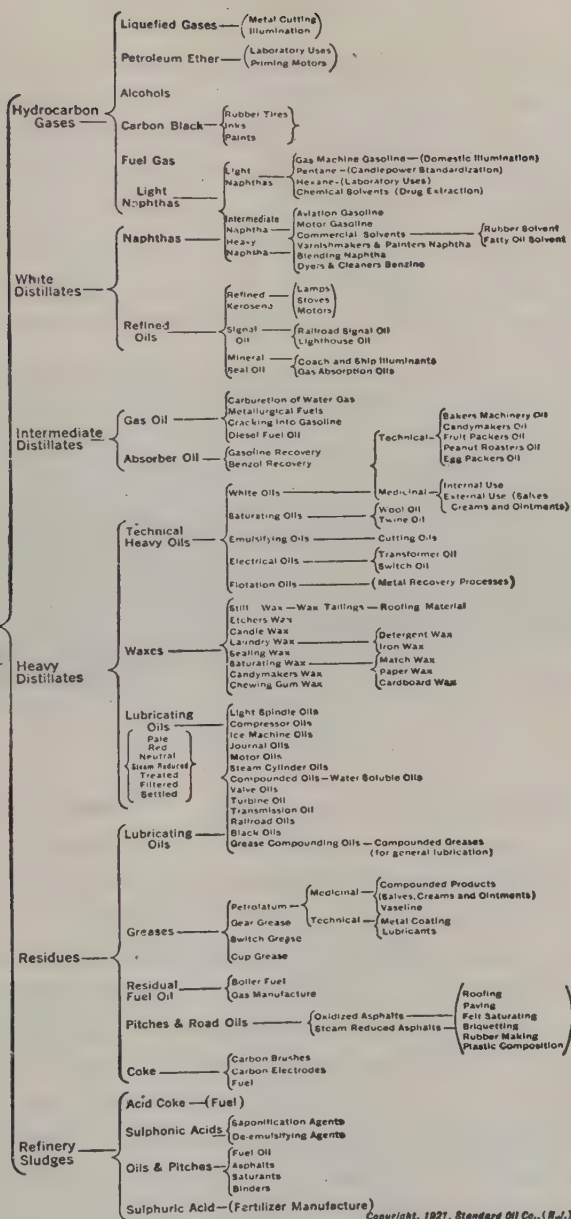 Liquefied Gases
Metal Cutting
Illumination
Petroleum Ether
Laboratory Uses
Priming Motors
Alcohols
Hydrocarbon
Gases
Carbon Black
Rubber Tires
Inks
Paints
Fuel Gas
Light
Naphthas
Light
Naphthas
Gas Machine Gasoline—(Domestic Illumination)
Pentane-(Candlepower Standardization)
Hexane-(Laboratory Uses)
Chemical Solvents (Drug Extraction)
White
Distillates
Naphthas
Intermediate
Naphtha
Heavy
Naphtha
Aviation Gasoline
Motor Gasoline
Commercial Solvents
Rubber Solvent
Fatty Oil Solvent
Varnishmakers & Painters Naphtha
Blending Naphtha
Dyers & Cleaners Benzine
Refined
Oils
Refined
Kerosene
Lamps
Stoves
Motors
Signal
Oil
Railroad Signal Oil
Lighthouse Oil
Mineral
Seal Oil
Coach and Ship Illuminants
Gas Absorption Oils
Intermediate
Distillates
Gas Oil
Carburetion of Water Gas
Metallurgical Fuels
Cracking into Gasoline
Diesel Fuel Oil
Absorber Oil
Gasoline Recovery
Benzol Recovery
Heavy
Distillates
Technical
Heavy Oils
White Oils
Technical
Bakers Machinery Oil
Candymakers Oil
Fruit Packers Oil
Peanut Roasters Oil
Egg Packers Oil
Medicinal
Internal Use
External Use (Salves
Creams and Ointments)
Saturating Oils
Wool Oil
Twine Oil
Emulsifying Oils
Cutting Oils
Electrical Oils
Transformer Oil
Switch Oil
Flotation Oils
(Metal Recovery Processes)
Waxes
Still Wax—Wax Tailings—Roofing Material
Etchers Wax
Candle Wax
Laundry Wax
Detergent Wax
Iron Wax
Sealing Wax
Saturating Wax
Match Wax
Paper Wax
Cardboard Wax
Candymakers Wax
Chewing Gum Wax
Lubricating
Oils
Pale
Red
Neutral
Steam Reduced
Treated
Filtered
Settled
Light Spindle Oils
Compressor Oils
Ice Machine Oils
Journal Oils
Motor Oils
Steam Cylinder Oils
Compounded Oils—Water Soluble Oils
Valve Oils
Turbine Oil
Transmission Oil
Railroad Oils
Black Oils
Grease Compounding Oils—Compounded Greases
(for general lubrication)
Residues
Lubricating
Oils
Greases
Petrolatum
Medicinal
Compounded Products
(Salves,Creams and Ointments)
Vaseline
Technical
Metal Coating
Lubricants
Gear Grease
Switch Grease
Cup Grease
Residual
Fuel Oil
Boiler Fuel
Gas Manufacture
Pitches & Road Oils
Oxidized Asphalts
Steam Reduced Asphalts
Roofing
Paving
Felt Saturating
Briquetting
Rubber Making
Plastic Composition
Coke
Carbon Brushes
Carbon Electrodes
Fuel
Refinery
Sludges
Acid Coke—(Fuel)
Sulphonic Acids
Saponification Agents
De-emulsifying Agents
Oils & Pitches
Fuel Oil
Asphalts
Saturants
Binders
Sulphuric Acid—(Fertilizer Manufacture)
Copyright, 1921, Standard Oil Co., (N.J.)